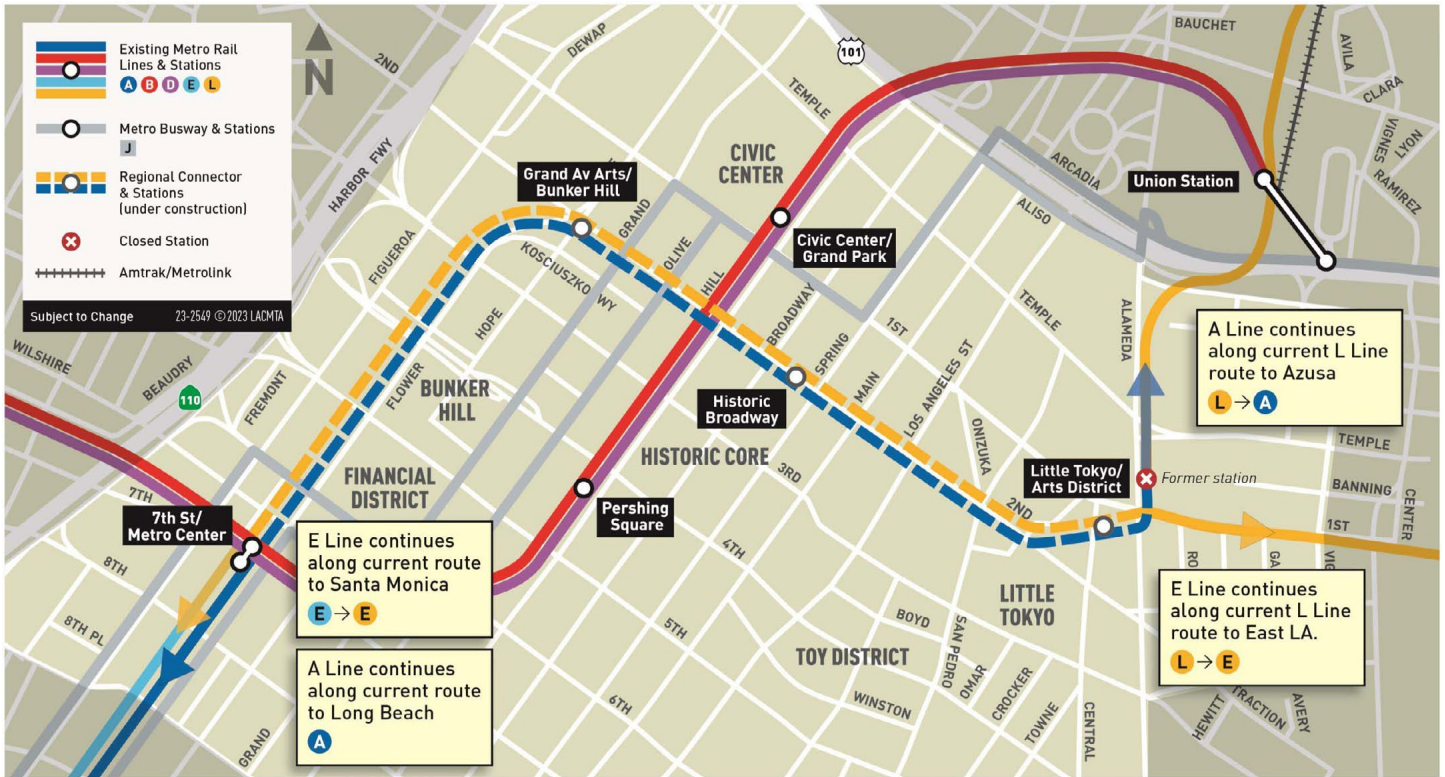 Existing Metro Rail
Lines & Stations
A B D E L
Metro Busway & Stations
J
Regional Connector
& Stations
(under construction)
Closed Station
Amtrak/Metrolink
Subject to Change 23-2549 © 2023 LACMTA
N
2ND
DEWAP
HARBOR FWY
101
TEMPLE
BAUCHET
AVILA
CLARA
VIGNES
LYON
RAMIREZ
CIVIC
CENTER
ARCADIA
ALISO
Union Station
Grand Av Arts/
Bunker Hill
GRAND
OLIVE
HILL
KOSCIUSZKO WY
Civic Center/
Grand Park
FIGUEROA
HOPE
FLOWER
BROADWAY
SPRING
MAIN
1ST
LOS ANGELES ST
TEMPLE
ALAMEDA
A Line continues
along current L Line
route to Azusa
L → A
WILSHIRE
BEAUDRY
110
FREMONT
BUNKER
HILL
Historic
Broadway
HISTORIC CORE
3RD
ONIZUKA
2ND
Little Tokyo/
Arts District
Former station
TEMPLE
BANNING
CENTER
1ST
FINANCIAL
DISTRICT
7TH
7th St/
Metro Center
8TH
8TH PL
Pershing
Square
4TH
5TH
6TH
E Line continues
along current route
to Santa Monica
E → E
A Line continues
along current route
to Long Beach
A
GRAND
LITTLE
TOKYO
TOY DISTRICT
BOYD
WINSTON
SAN PEDRO
OMAR
CROCKER
TOWNE
CENTRAL
RO
GA
VIG
E Line continues
along current L Line
route to East LA.
L → E
HEWITT
TRACTION
AVERY